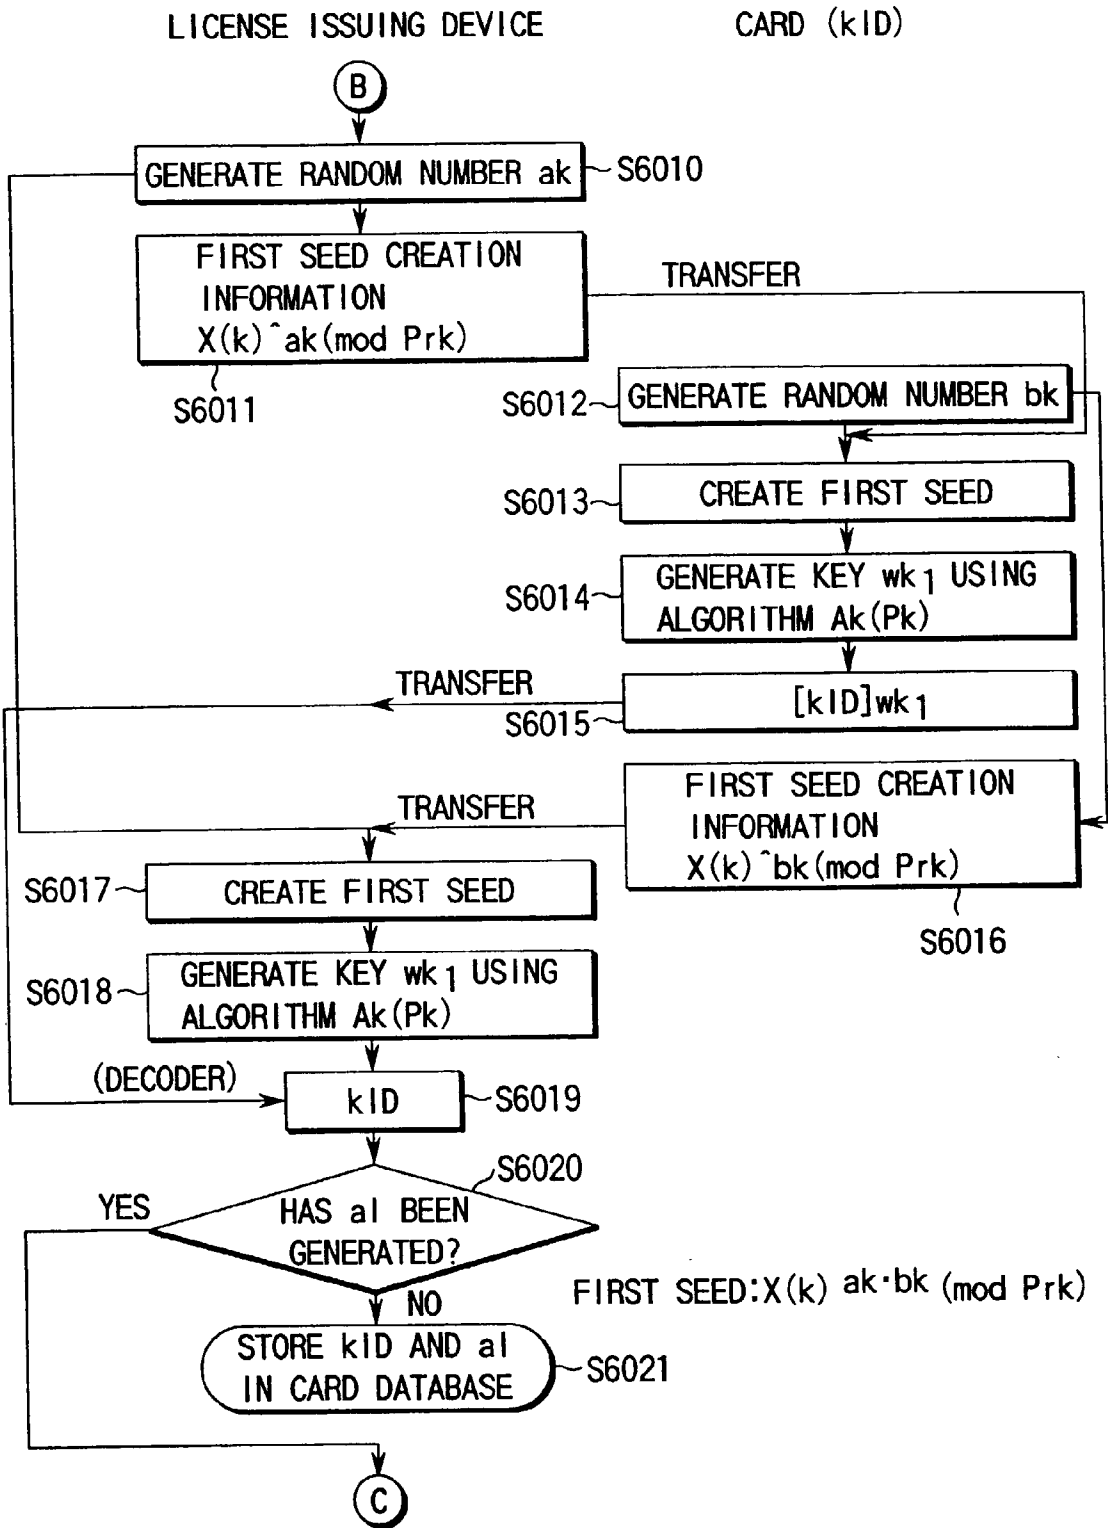 LICENSE ISSUING DEVICE
CARD (kID)
B
GENERATE RANDOM NUMBER ak
S6010
FIRST SEED CREATION
INFORMATION
X(k)^ak(mod Prk)
S6011
TRANSFER
S6012
GENERATE RANDOM NUMBER bk
S6013
CREATE FIRST SEED
S6014
GENERATE KEY wk1 USING
ALGORITHM Ak(Pk)
TRANSFER
S6015
[kID]wk1
FIRST SEED CREATION
INFORMATION
X(k)^bk(mod Prk)
S6016
TRANSFER
S6017
CREATE FIRST SEED
S6018
GENERATE KEY wk1 USING
ALGORITHM Ak(Pk)
(DECODER)
kID
S6019
S6020
YES
HAS al BEEN
GENERATED?
NO
FIRST SEED:X(k) ak·bk (mod Prk)
STORE kID AND al
IN CARD DATABASE
S6021
C